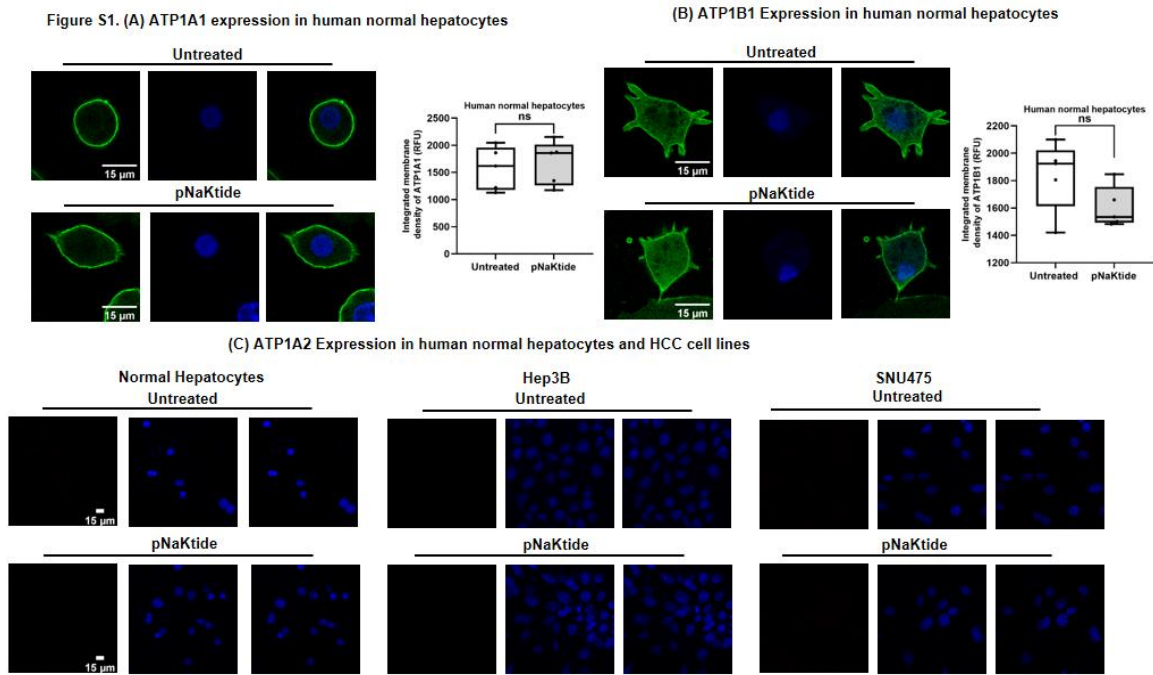 Figure S1. (A) ATP1A1 expression in human normal hepatocytes
Untreated
15 µm
pNaKtide
15 µm
Human normal hepatocytes
ns
Integrated membrane
density of ATP1A1 (RFU)
2500
2000
1500
1000
500
0
Untreated
pNaKtide
(B) ATP1B1 Expression in human normal hepatocytes
Untreated
15 µm
pNaKtide
15 µm
Human normal hepatocytes
ns
Integrated membrane
density of ATP1B1 (RFU)
2200
2000
1800
1600
1400
1200
Untreated
pNaKtide
(C) ATP1A2 Expression in human normal hepatocytes and HCC cell lines
Normal Hepatocytes
Untreated
15 µm
pNaKtide
15 µm
Hep3B
Untreated
pNaKtide
SNU475
Untreated
pNaKtide